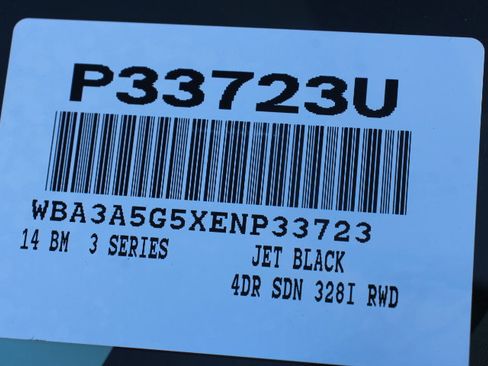 P33723U
WBA3A5G5XENP33723
14 BM 3 SERIES JET BLACK
4DR SDN 328I RWD